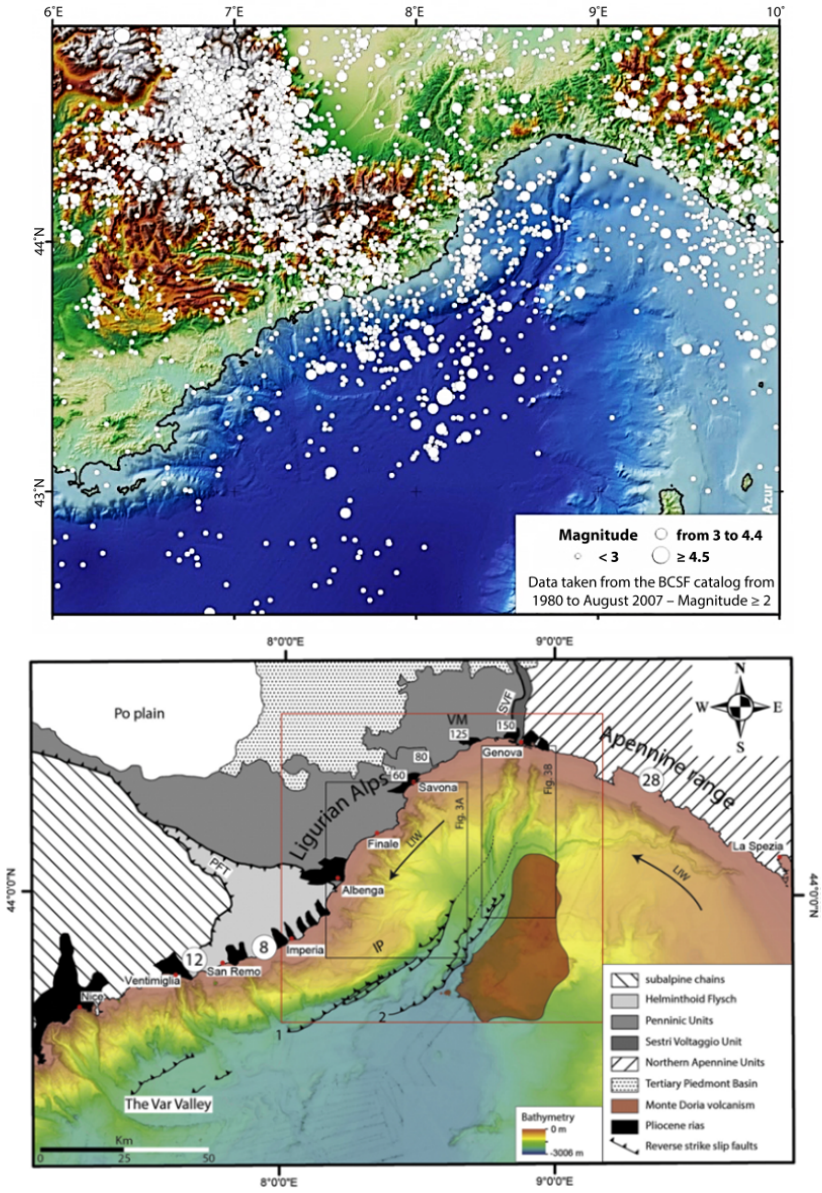 6° 7° 8° 9° 10°
44°N
43°N
Azur
Magnitude
from 3 to 4.4
< 3
≥ 4.5
Data taken from the BCSF catalog from
1980 to August 2007 – Magnitude ≥ 2
6° 7° 8° 9° 10°
8°0'0"E 9°0'0"E
N
W E
S
Po plain
SVF
VM
150
125
Genova
Apennine range
80
28
60
Savona
Ligurian Alps
Fig. 3A
Fig. 3B
Finale
LIW
La Spezia
PFT
LIW
44°0'0"N
44°0'0"N
Albenga
IP
8
Imperia
12
San Remo
Ventimiglia
Nice
2
1
The Var Valley
subalpine chains
Helminthoid Flysch
Penninic Units
Sestri Voltaggio Unit
Northern Apennine Units
Tertiary Piedmont Basin
Monte Doria volcanism
Pliocene rias
Reverse strike slip faults
Bathymetry
0 m
-3006 m
Km
0 25 50
8°0'0"E 9°0'0"E